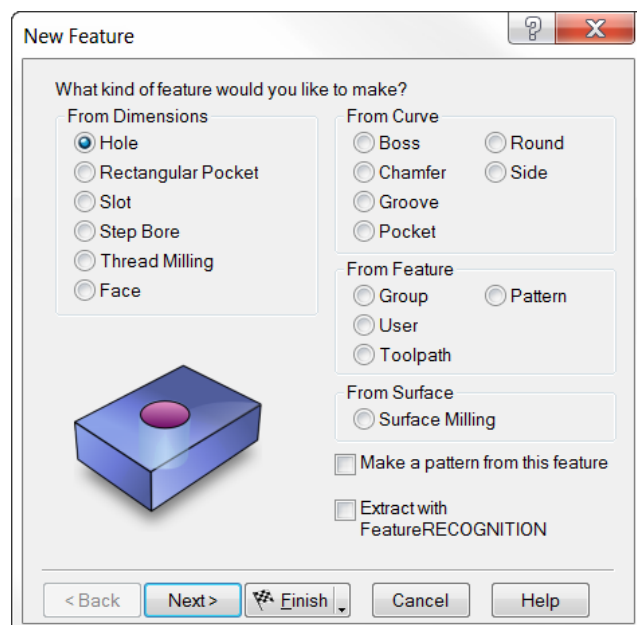 New Feature
What kind of feature would you like to make?
From Dimensions
Hole
Rectangular Pocket
Slot
Step Bore
Thread Milling
Face
From Curve
Boss
Round
Chamfer
Side
Groove
Pocket
From Feature
Group
Pattern
User
Toolpath
From Surface
Surface Milling
Make a pattern from this feature
Extract with
FeatureRECOGNITION
< Back
Next >
Finish
Cancel
Help